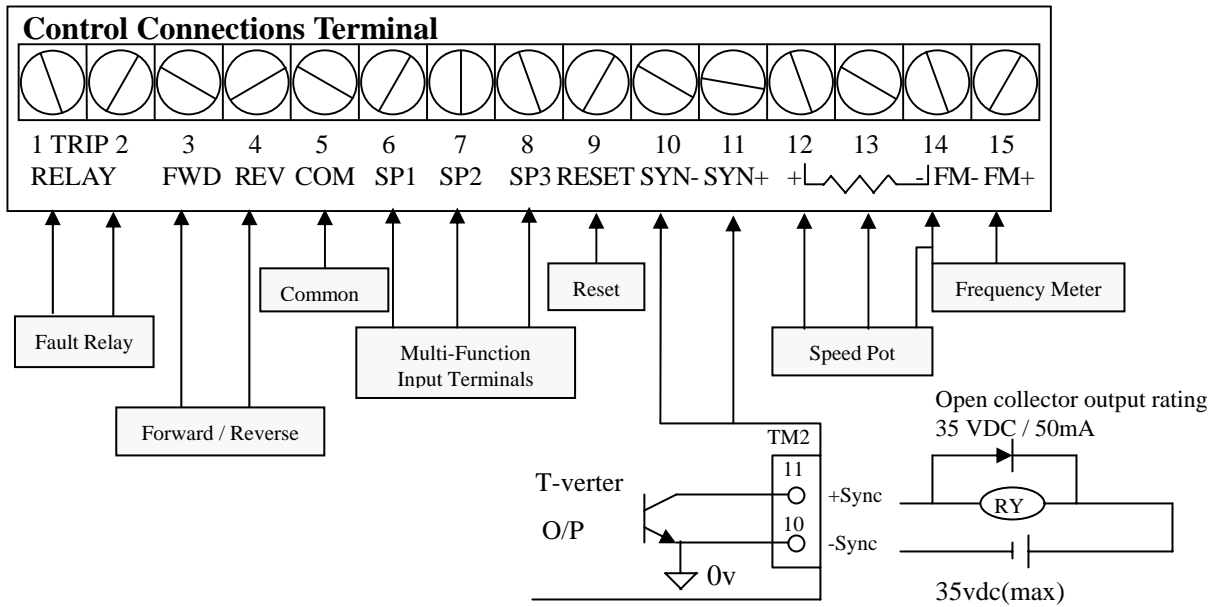 Control Connections Terminal
1 TRIP 2 3 4 5 6 7 8 9 10 11 12 13 14 15
RELAY FWD REV COM SP1 SP2 SP3 RESET SYN- SYN+ + - FM- FM+
Common
Reset
Frequency Meter
Fault Relay
Multi-Function
Input Terminals
Speed Pot
Forward / Reverse
Open collector output rating
35 VDC / 50mA
TM2
11
T-verter
+Sync
RY
O/P
10
-Sync
0v
35vdc(max)